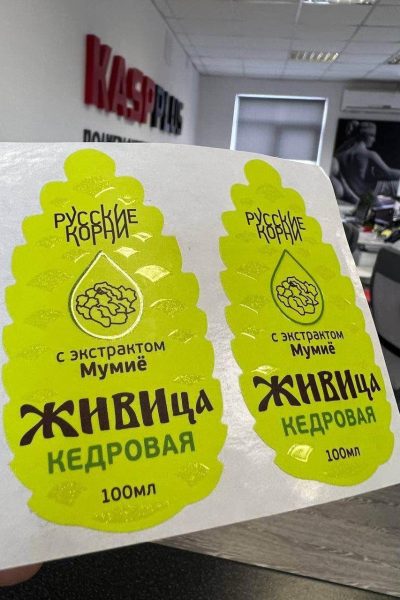 KASPPLUS
РУССКИЕ
КОРНИ
с экстрактом
Мумиё
ЖИВИца
КЕДРОВАЯ
100мл
РУССКИЕ
КОРНИ
с экстрактом
Мумиё
ЖИВИца
КЕДРОВАЯ
100мл